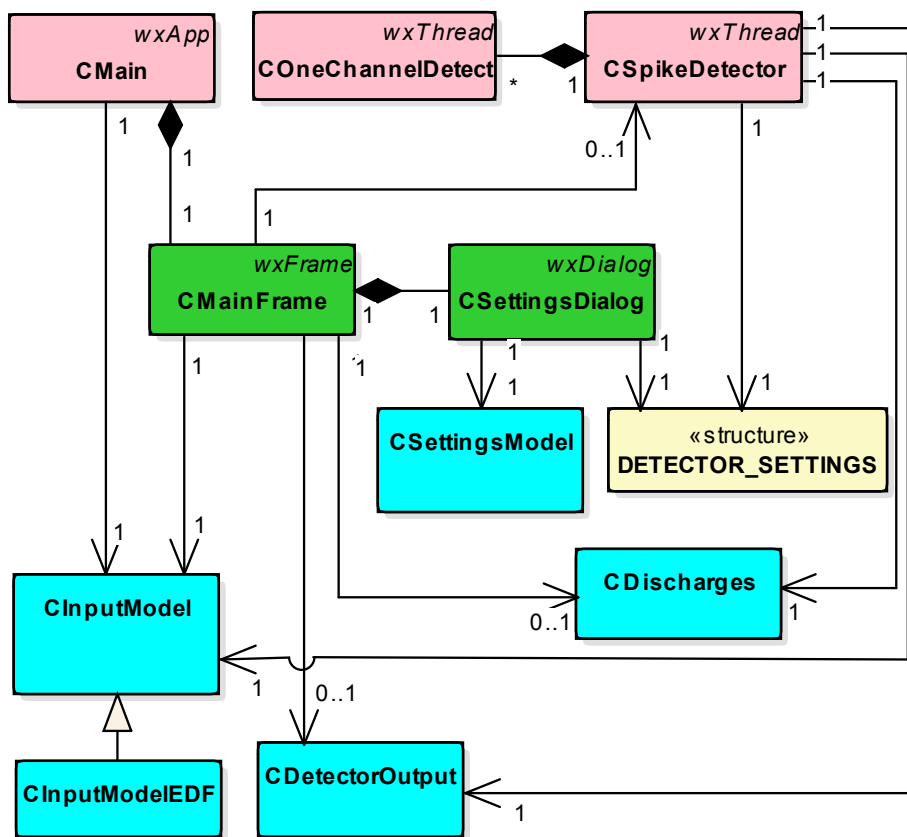 wxApp
CMain
wxThread
COneChannelDetect
wxThread
CSpikeDetector
1
1
1
*
1
1
1
1
0..1
1
1
wxFrame
CMainFrame
wxDialog
CSettingsDialog
1
1
1
1
1
1
1
1
1
CSettingsModel
«structure»
DETECTOR_SETTINGS
1
1
CInputModel
CDischarges
0..1
1
1
0..1
CInputModelEDF
CDetectorOutput
1